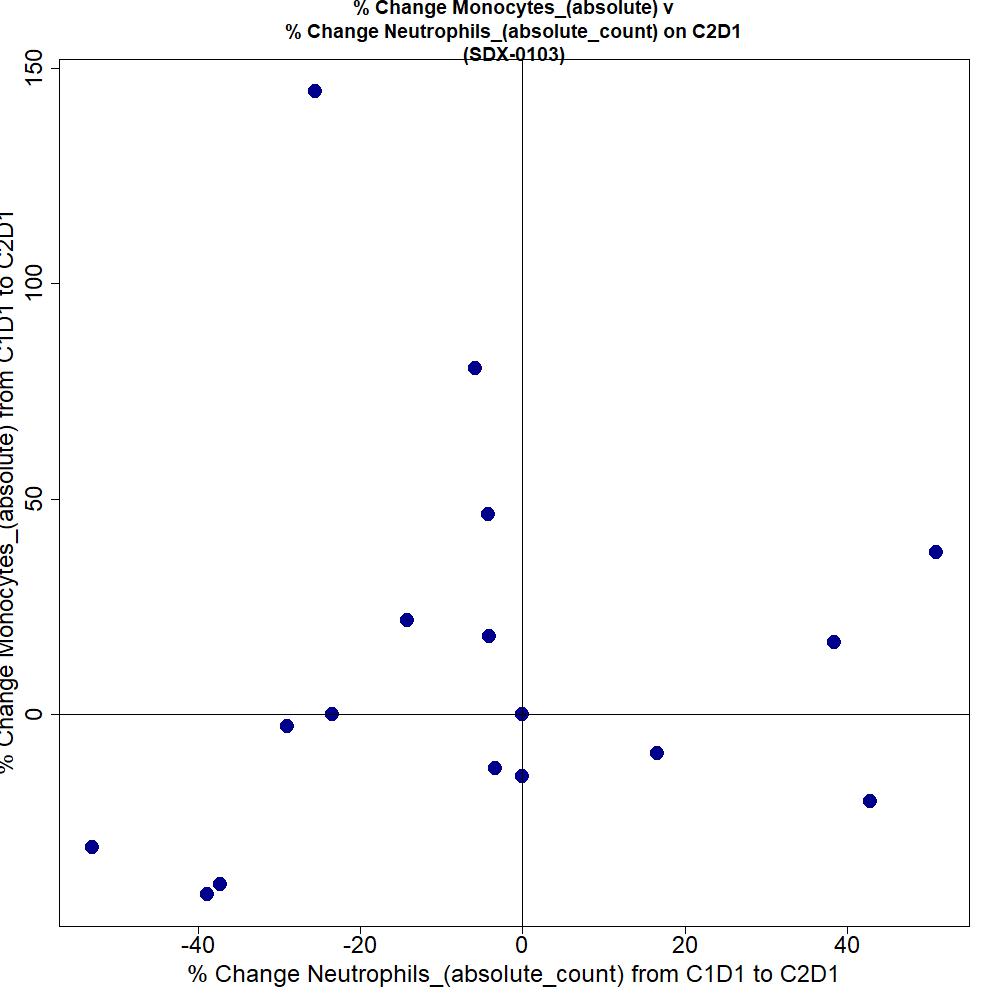 % Change Monocytes_(absolute) v
% Change Neutrophils_(absolute_count) on C2D1
(SDX-0103)
% Change Monocytes_(absolute) from C1D1 to C2D1
150
100
50
0
-40
-20
0
20
40
% Change Neutrophils_(absolute_count) from C1D1 to C2D1